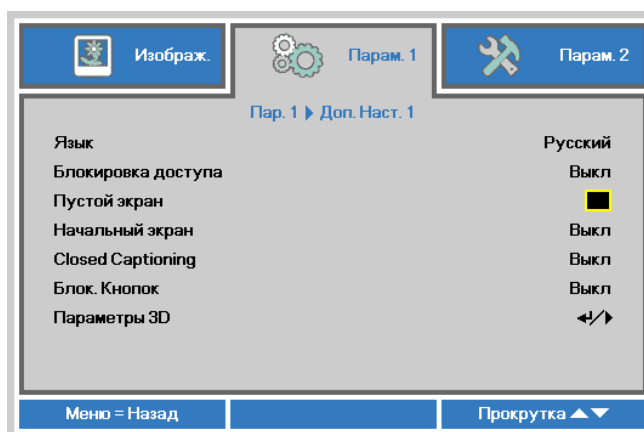 Изображ.
Парам. 1
Парам. 2
Пар. 1 Доп. Наст. 1
Язык Русский
Блокировка доступа Выкл
Пустой экран
Начальный экран Выкл
Closed Captioning Выкл
Блок. Кнопок Выкл
Параметры 3D
Меню = Назад
Прокрутка